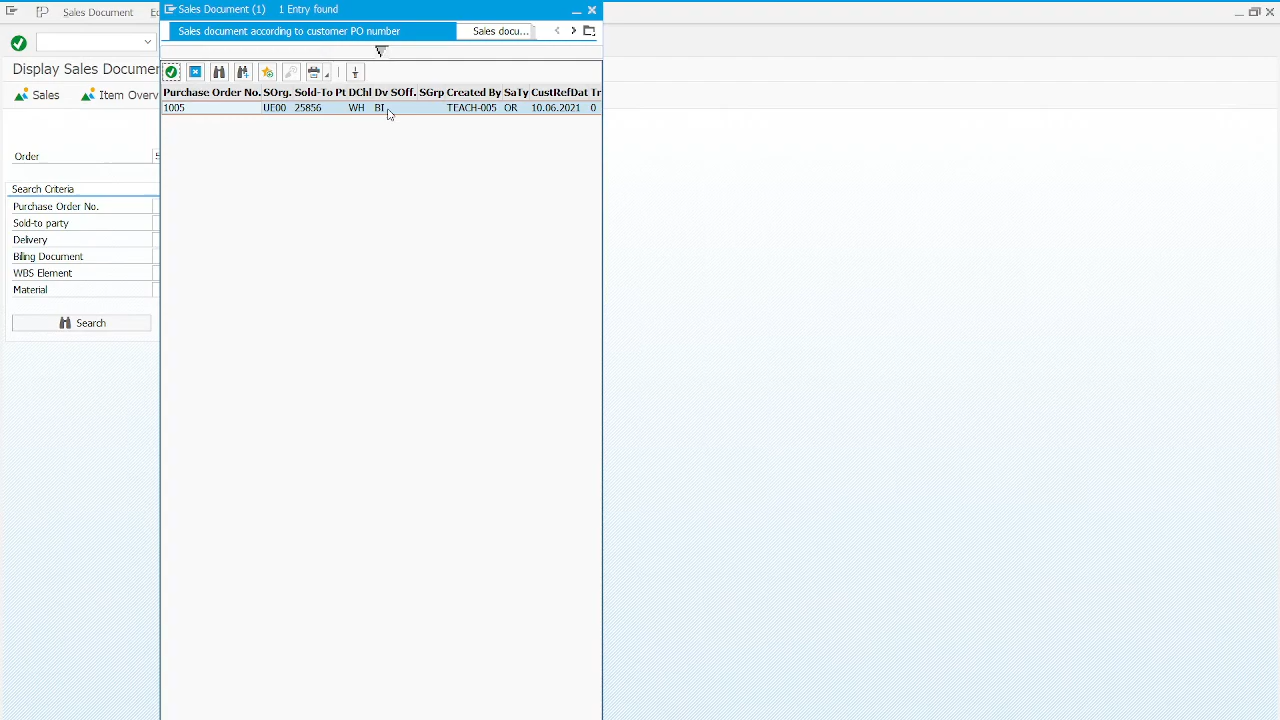 Sales Document (1) 1 Entry found
Sales Document
Sales document according to customer PO number
Sales docu...
Display Sales Documen
Sales
Item Overv
Purchase Order No. SOrg. Sold-To Pt DChl Dv SOff. SGrp Created By SaTy CustRefDat Tr
1005 UE00 25856 WH BI TEACH-005 OR 10.06.2021 0
Order
Search Criteria
Purchase Order No.
Sold-to party
Delivery
Billing Document
WBS Element
Material
Search